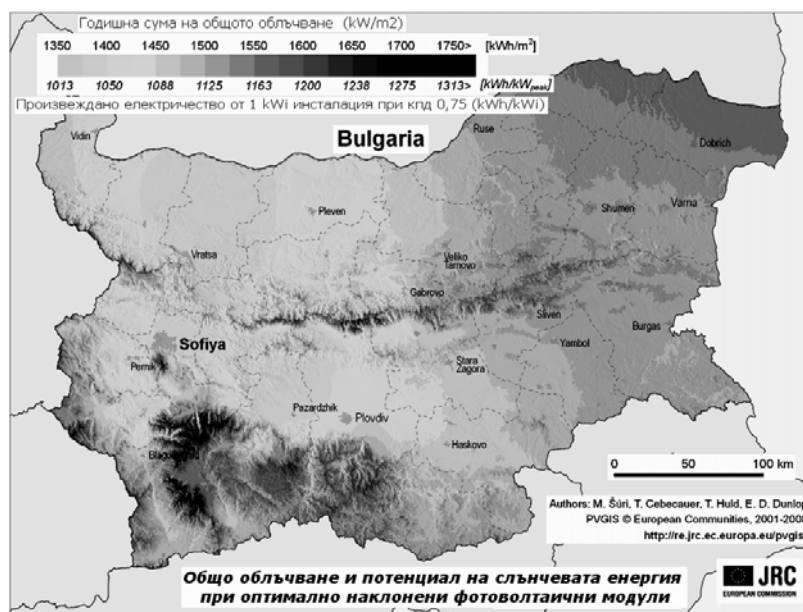 Годишна сума на общото облъчване (kW/m2)
1350 1400 1450 1500 1550 1600 1650 1700 1750> [kWh/m²]
1013 1050 1088 1125 1163 1200 1238 1275 1313> [kWh/kWpeak]
Произвеждано електричество от 1 kWi инсталация при кпд 0,75 (kWh/kWi)
Bulgaria
Ruse
Vidin
Dobrich
Pleven
Shumen
Varna
Vratsa
Veliko
Tarnovo
Gabrovo
Sliven
Burgas
Sofiya
Yambol
Pernik
Stara
Zagora
Pazardzhik
Plovdiv
Haskovo
Blagoevgrad
0 50 100 km
Authors: M. Šúri, T. Cebecauer, T. Huld, E. D. Dunlop
PVGIS © European Communities, 2001-2008
http://re.jrc.ec.europa.eu/pvgis
Общо облъчване и потенциал на слънчевата енергия
при оптимално наклонени фотоволтаични модули
JRC
EUROPEAN COMMISSION